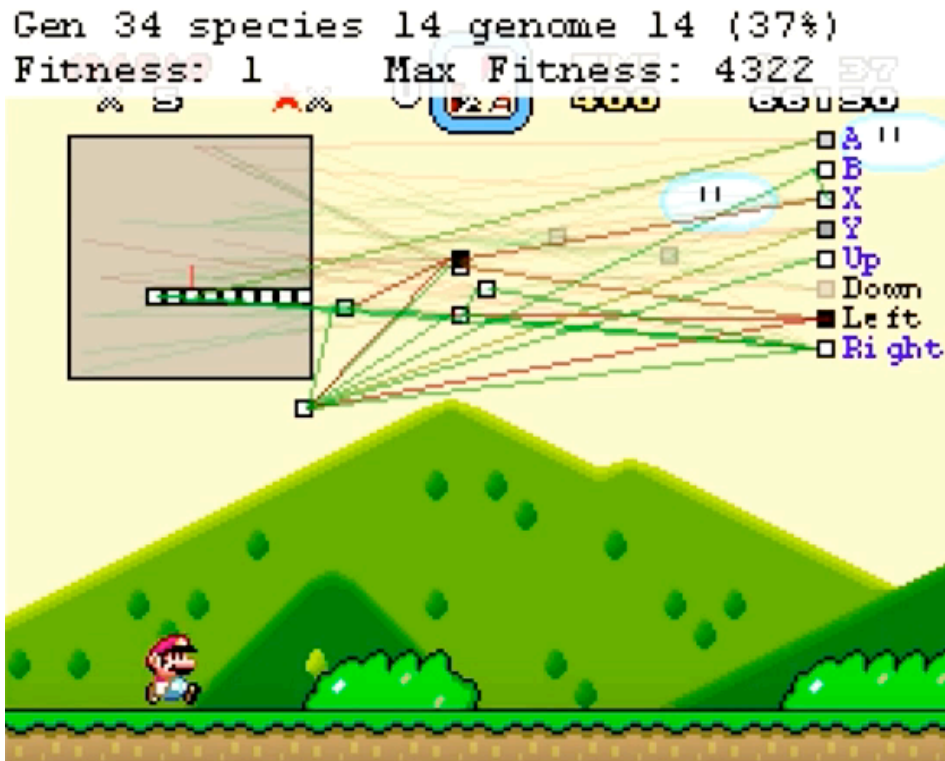 Gen 34 species 14 genome 14 (37%)
Fitness: 1 Max Fitness: 4322
A
B
X
Y
Up
Down
Left
Right